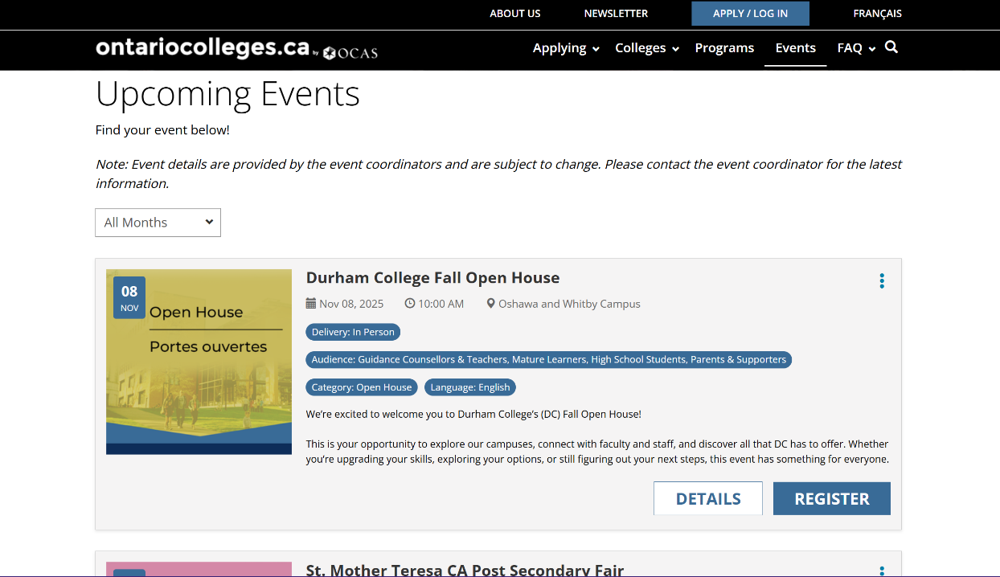 ABOUT US NEWSLETTER APPLY / LOG IN FRANÇAIS
ontariocolleges.ca by OCAS Applying Colleges Programs Events FAQ
Upcoming Events
Find your event below!
Note: Event details are provided by the event coordinators and are subject to change. Please contact the event coordinator for the latest
information.
All Months
08
NOV
Open House
Portes ouvertes
Durham College Fall Open House
Nov 08, 2025 10:00 AM Oshawa and Whitby Campus
Delivery: In Person
Audience: Guidance Counsellors & Teachers, Mature Learners, High School Students, Parents & Supporters
Category: Open House Language: English
We're excited to welcome you to Durham College's (DC) Fall Open House!
This is your opportunity to explore our campuses, connect with faculty and staff, and discover all that DC has to offer. Whether
you're upgrading your skills, exploring your options, or still figuring out your next steps, this event has something for everyone.
DETAILS REGISTER
St. Mother Teresa CA Post Secondary Fair